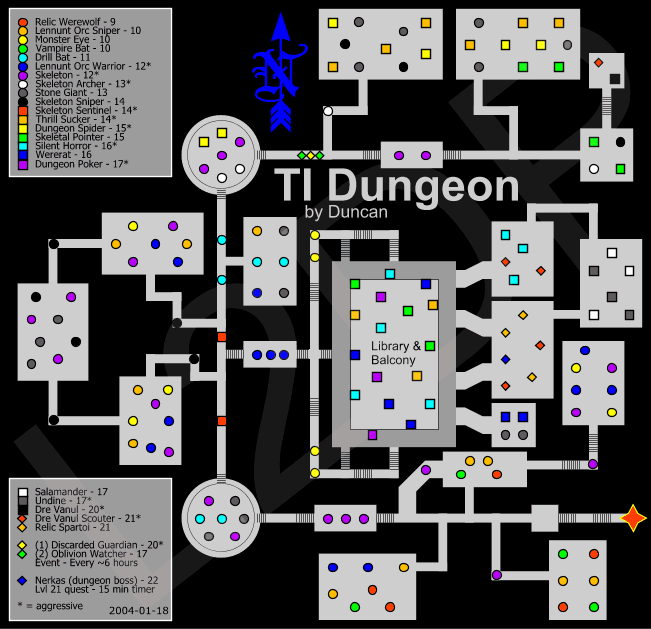 Relic Werewolf - 9
Lennunt Orc Sniper - 10
Monster Eye - 10
Vampire Bat - 10
Drill Bat - 11
Lennunt Orc Warrior - 12*
Skeleton - 12*
Skeleton Archer - 13*
Stone Giant - 13
Skeleton Sniper - 14
Skeleton Sentinel - 14*
Thrill Sucker - 14*
Dungeon Spider - 15*
Skeletal Pointer - 15
Silent Horror - 16*
Wererat - 16
Dungeon Poker - 17*
N
TI Dungeon
by Duncan
Library &
Balcony
Salamander - 17
Undine - 17*
Dre Vanul - 20*
Dre Vanul Scouter - 21*
Relic Spartoi - 21
(1) Discarded Guardian - 20*
(2) Oblivion Watcher - 17
Event - Every ~6 hours
Nerkas (dungeon boss) - 22
Lvl 21 quest - 15 min timer
* = aggressive
2004-01-18